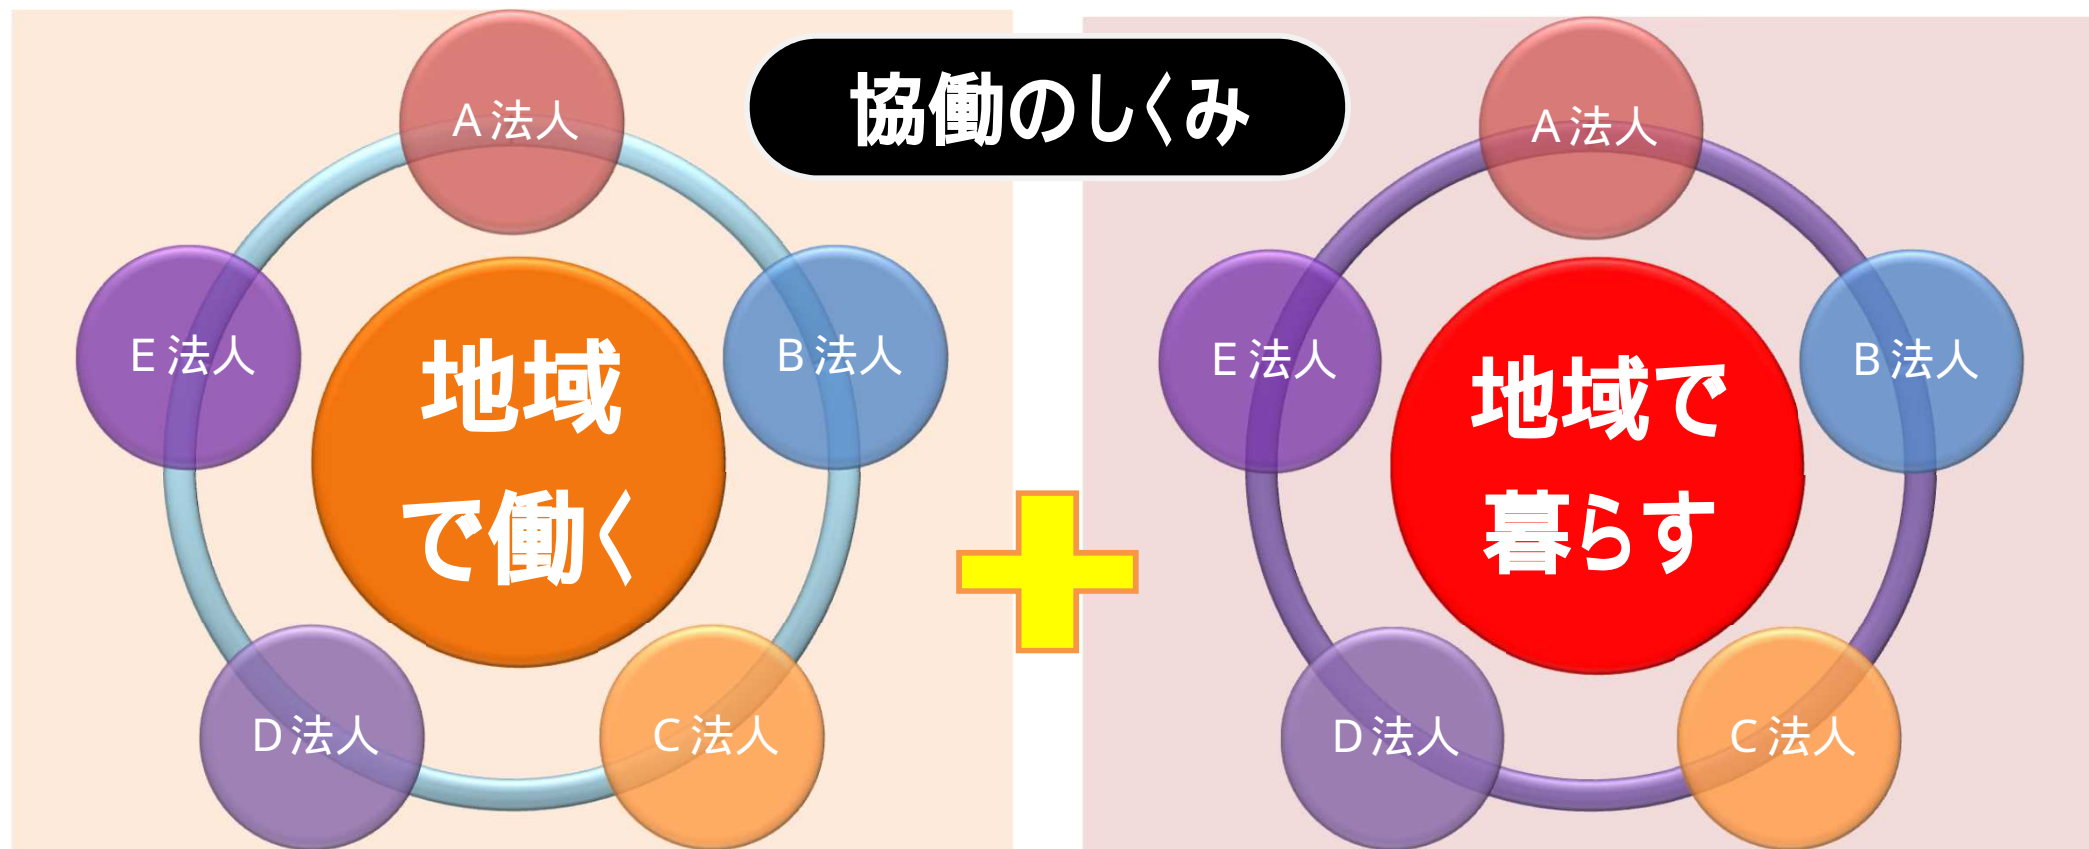 協働のしくみ
A法人
B法人
C法人
D法人
E法人
地域
で働く
A法人
B法人
C法人
D法人
E法人
地域で
暮らす